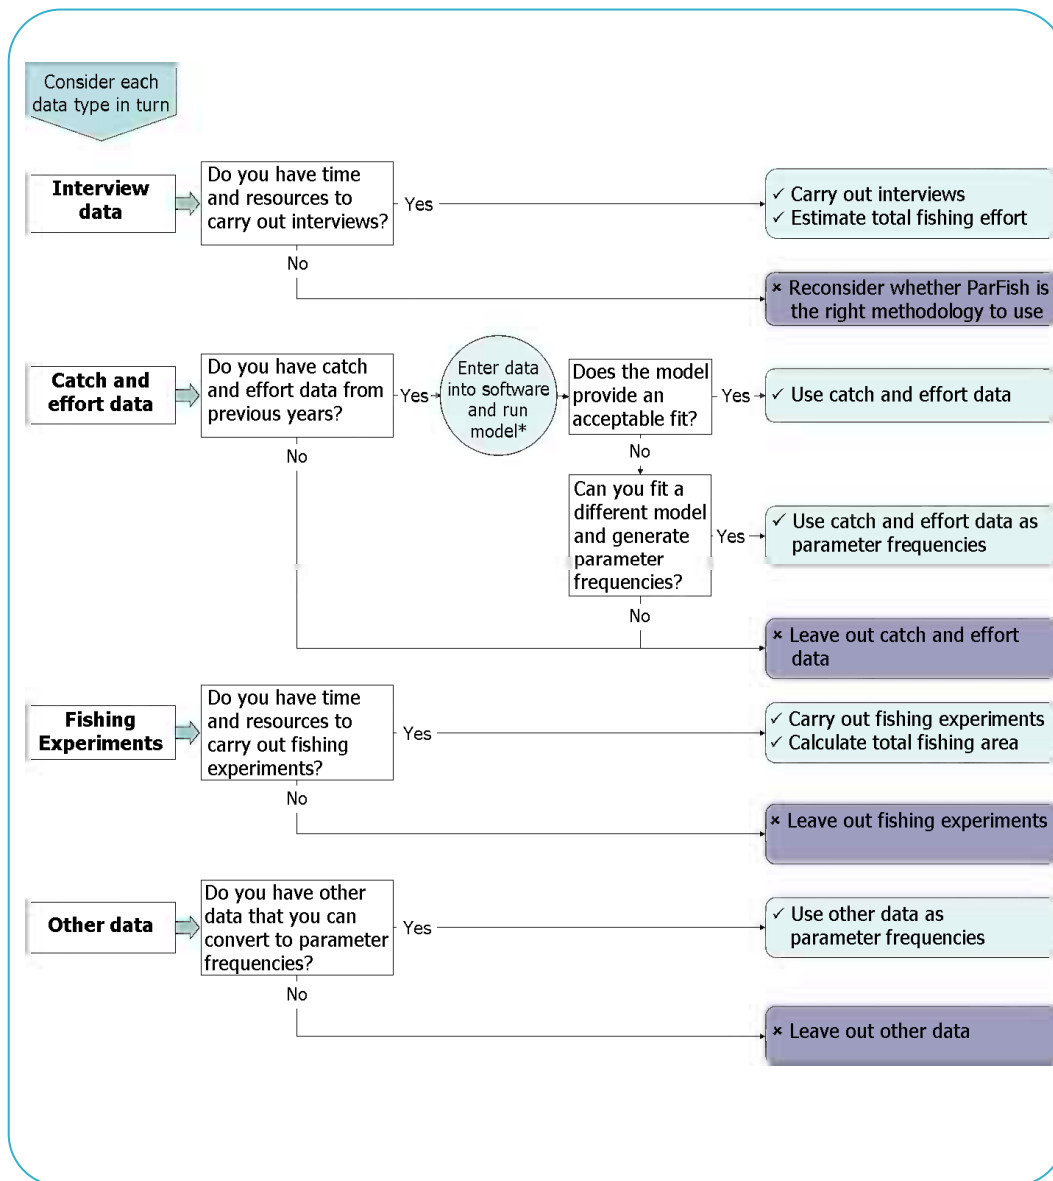 Consider each
data type in turn
Interview
data
Do you have time
and resources to
carry out interviews?
Yes
✓ Carry out interviews
✓ Estimate total fishing effort
No
× Reconsider whether ParFish is
the right methodology to use
Catch and
effort data
Do you have catch
and effort data from
previous years?
Yes
Enter data
into software
and run
model*
Does the model
provide an
acceptable fit?
Yes
✓ Use catch and effort data
No
No
Can you fit a
different model
and generate
parameter
frequencies?
Yes
✓ Use catch and effort data as
parameter frequencies
No
× Leave out catch and effort
data
Fishing
Experiments
Do you have time
and resources to
carry out fishing
experiments?
Yes
✓ Carry out fishing experiments
✓ Calculate total fishing area
No
× Leave out fishing experiments
Other data
Do you have other
data that you can
convert to parameter
frequencies?
Yes
✓ Use other data as
parameter frequencies
No
× Leave out other data